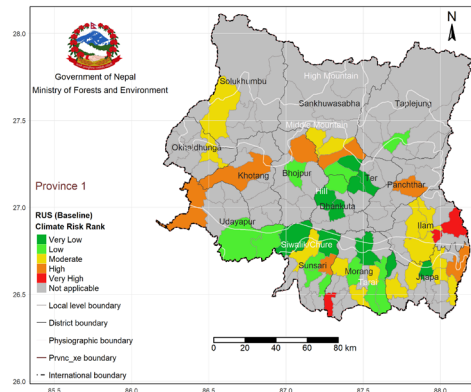 28.0
27.5
27.0
26.5
26.0
85.5
86.0
86.5
87.0
87.5
88.0
N
Government of Nepal
Ministry of Forests and Environment
Province 1
RUS (Baseline)
Climate Risk Rank
Very Low
Low
Moderate
High
Very High
Not applicable
Local level boundary
District boundary
Physiographic boundary
Prvnc_xe boundary
International boundary
Solukhumbu
High Mountain
Sankhuwasabha
Taplejung
Middle Mountain
Okhaldhunga
Khotang
Bhojpur
Ter
Panchthar
Hill
Dhankuta
Udayapur
Ilam
Siwalik Chure
Sunsari
Morang
Tarai
Jhapa
0 20 40 60 80 km